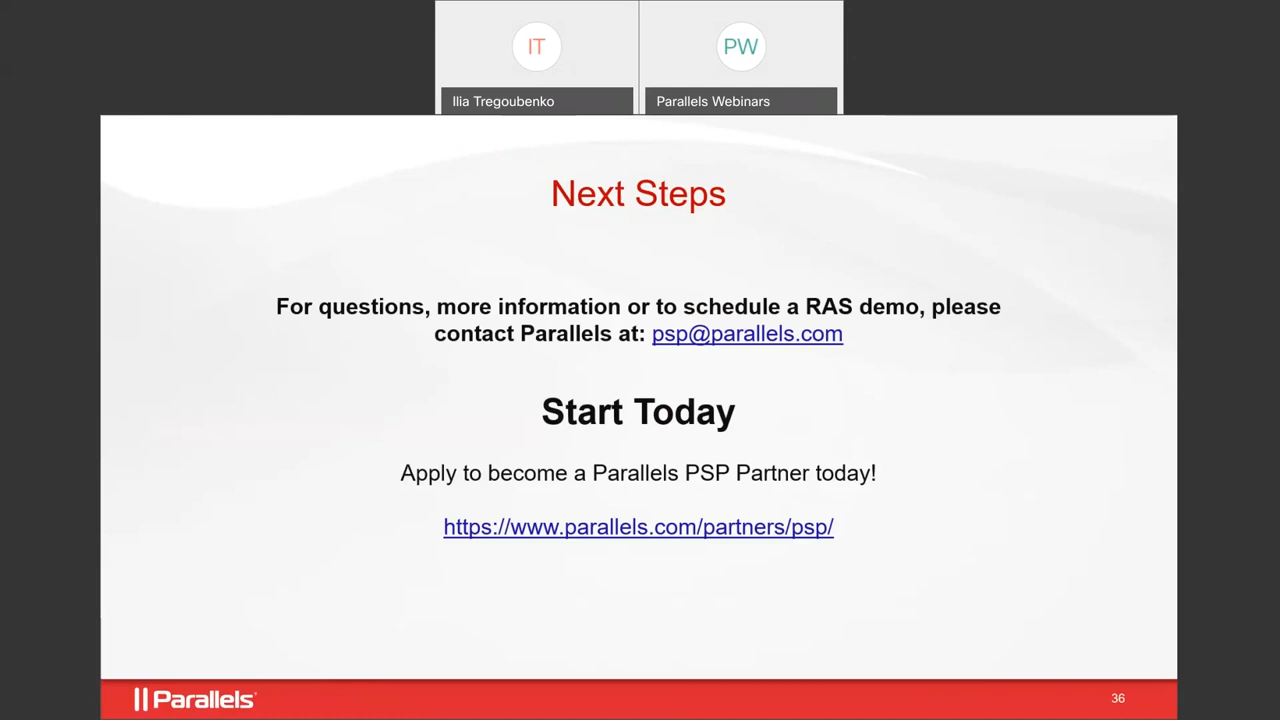 IT
PW
Ilia Tregoubenko
Parallels Webinars
Next Steps
For questions, more information or to schedule a RAS demo, please
contact Parallels at: psp@parallels.com
Start Today
Apply to become a Parallels PSP Partner today!
https://www.parallels.com/partners/psp/
Parallels®
36